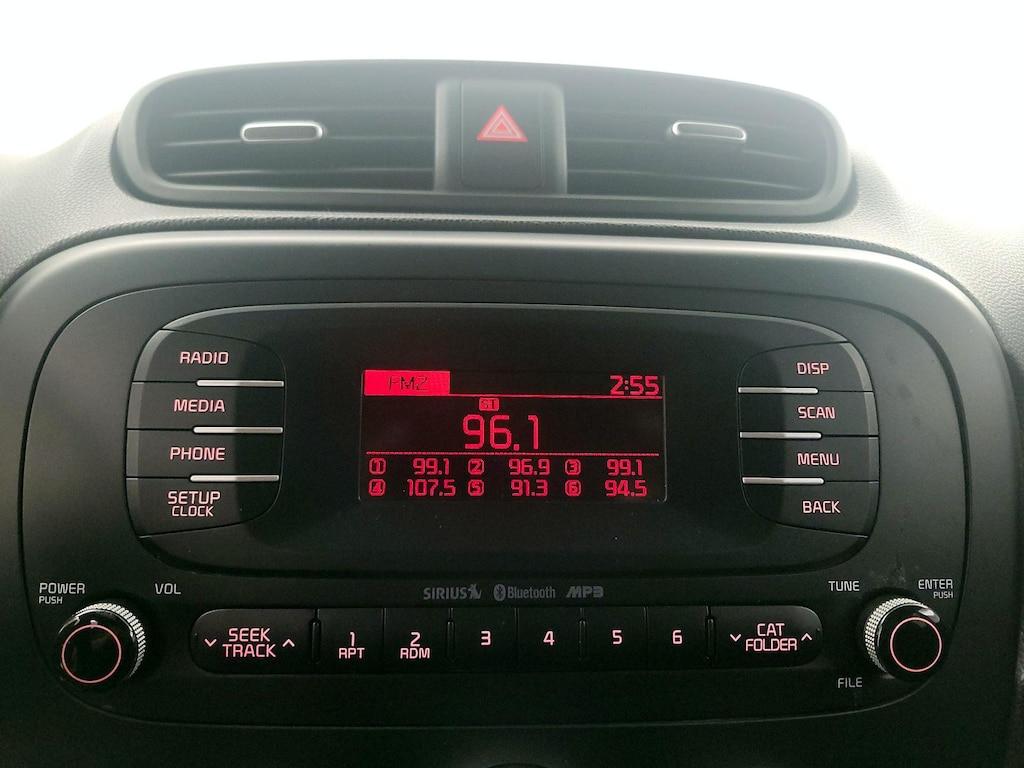 RADIO
MEDIA
PHONE
SETUP
CLOCK
FM2 2:55
ST
96.1
1 99.1 2 96.9 3 99.1
4 107.5 5 91.3 6 94.5
DISP
SCAN
MENU
BACK
POWER
PUSH
VOL
SIRIUS Bluetooth MP3
TUNE
ENTER
PUSH
SEEK
TRACK
1
RPT
2
RDM
3
4
5
6
CAT
FOLDER
FILE